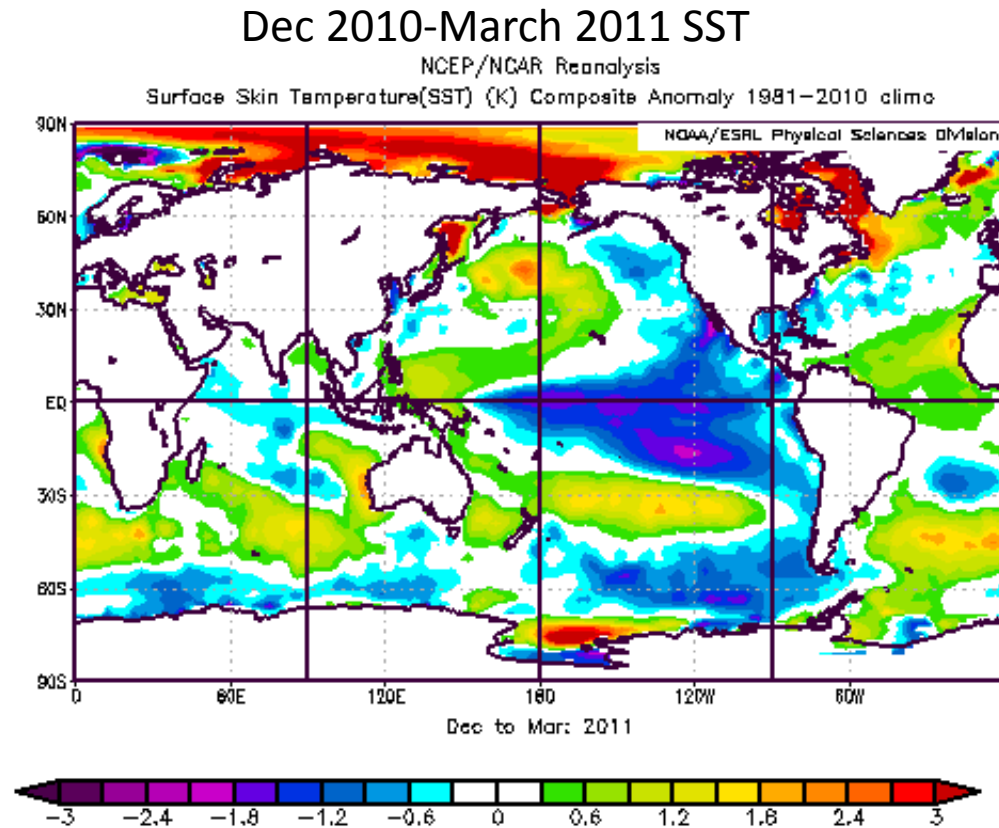 Dec 2010-March 2011 SST
NCEP/NCAR Reanalysis
Surface Skin Temperature(SST) (K) Composite Anomaly 1981-2010 climo
NOAA/ESRL Physical Sciences Division
90N
60N
30N
EQ
30S
60S
90S
0 60E 120E 180 120W 60W
Dec to Mar: 2011
-3 -2.4 -1.8 -1.2 -0.6 0 0.6 1.2 1.8 2.4 3